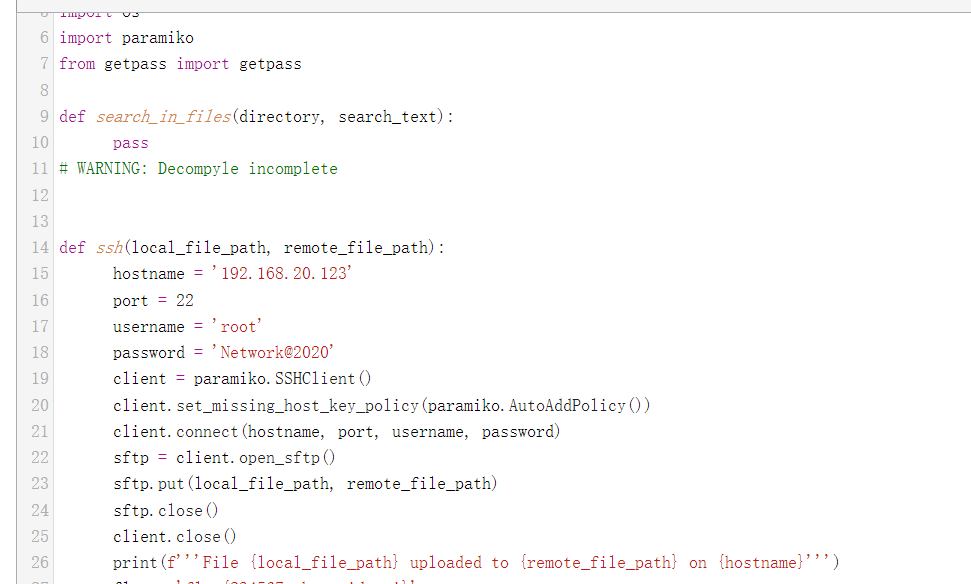 import os
6 import paramiko
7 from getpass import getpass
8
9 def search_in_files(directory, search_text):
10 pass
11 # WARNING: Decompyle incomplete
12
13
14 def ssh(local_file_path, remote_file_path):
15 hostname = '192.168.20.123'
16 port = 22
17 username = 'root'
18 password = 'Network@2020'
19 client = paramiko.SSHClient()
20 client.set_missing_host_key_policy(paramiko.AutoAddPolicy())
21 client.connect(hostname, port, username, password)
22 sftp = client.open_sftp()
23 sftp.put(local_file_path, remote_file_path)
24 sftp.close()
25 client.close()
26 print(f'''File {local_file_path} uploaded to {remote_file_path} on {hostname}''')